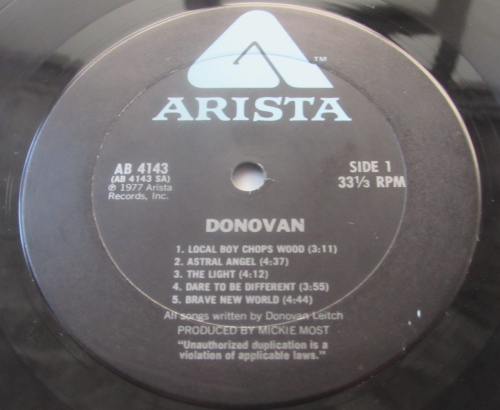 ™
ARISTA
AB 4143
(AB 4143 SA)
℗ 1977 Arista
Records, Inc.
SIDE 1
33⅓ RPM
DONOVAN
1. LOCAL BOY CHOPS WOOD (3:11)
2. ASTRAL ANGEL (4:37)
3. THE LIGHT (4:12)
4. DARE TO BE DIFFERENT (3:55)
5. BRAVE NEW WORLD (4:44)
All songs written by Donovan Leitch
PRODUCED BY MICKIE MOST
"Unauthorized duplication is a
violation of applicable laws."